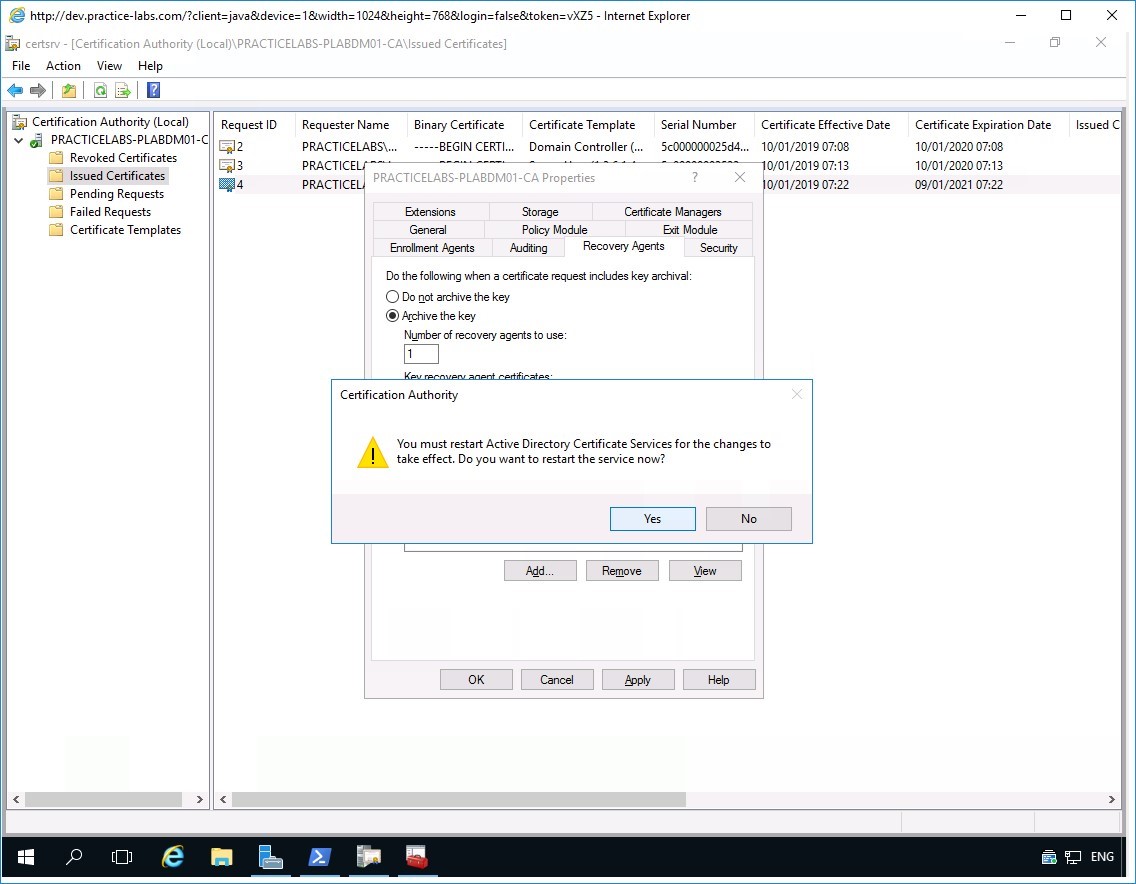 http://dev.practice-labs.com/?client=java&device=1&width=1024&height=768&login=false&token=vXZ5 - Internet Explorer
certsrv - [Certification Authority (Local)\PRACTICELABS-PLABDM01-CA\Issued Certificates]
File Action View Help
Certification Authority (Local)
PRACTICELABS-PLABDM01-C
Revoked Certificates
Issued Certificates
Pending Requests
Failed Requests
Certificate Templates
Request ID Requester Name Binary Certificate Certificate Template Serial Number Certificate Effective Date Certificate Expiration Date Issued C
2 PRACTICELABS\... -----BEGIN CERTI... Domain Controller (... 5c000000025d4... 10/01/2019 07:08 10/01/2020 07:08
3 10/01/2019 07:13 10/01/2020 07:13
4 PRACTICEL 10/01/2019 07:22 09/01/2021 07:22
PRACTICELABS-PLABDM01-CA Properties ?
Extensions Storage Certificate Managers
General Policy Module Exit Module
Enrollment Agents Auditing Recovery Agents Security
Do the following when a certificate request includes key archival:
Do not archive the key
Archive the key
Number of recovery agents to use:
1
Key recovery agent certificates:
Certification Authority
You must restart Active Directory Certificate Services for the changes to
take effect. Do you want to restart the service now?
Yes No
Add... Remove View
OK Cancel Apply Help
ENG